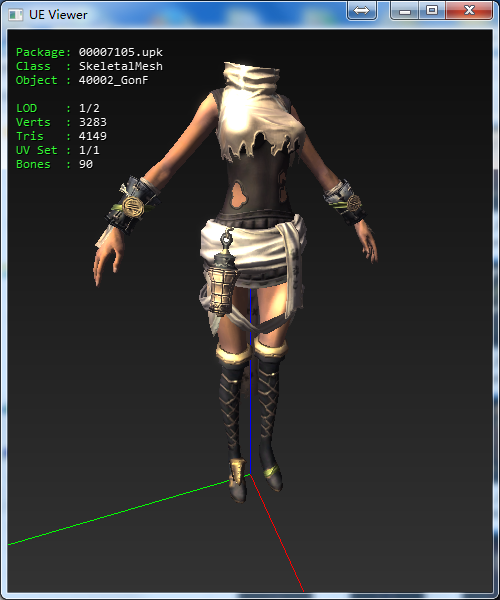 UE Viewer
Package: 00007105.upk
Class  : SkeletalMesh
Object : 40002_GonF
LOD    : 1/2
Verts  : 3283
Tris   : 4149
UV Set : 1/1
Bones  : 90